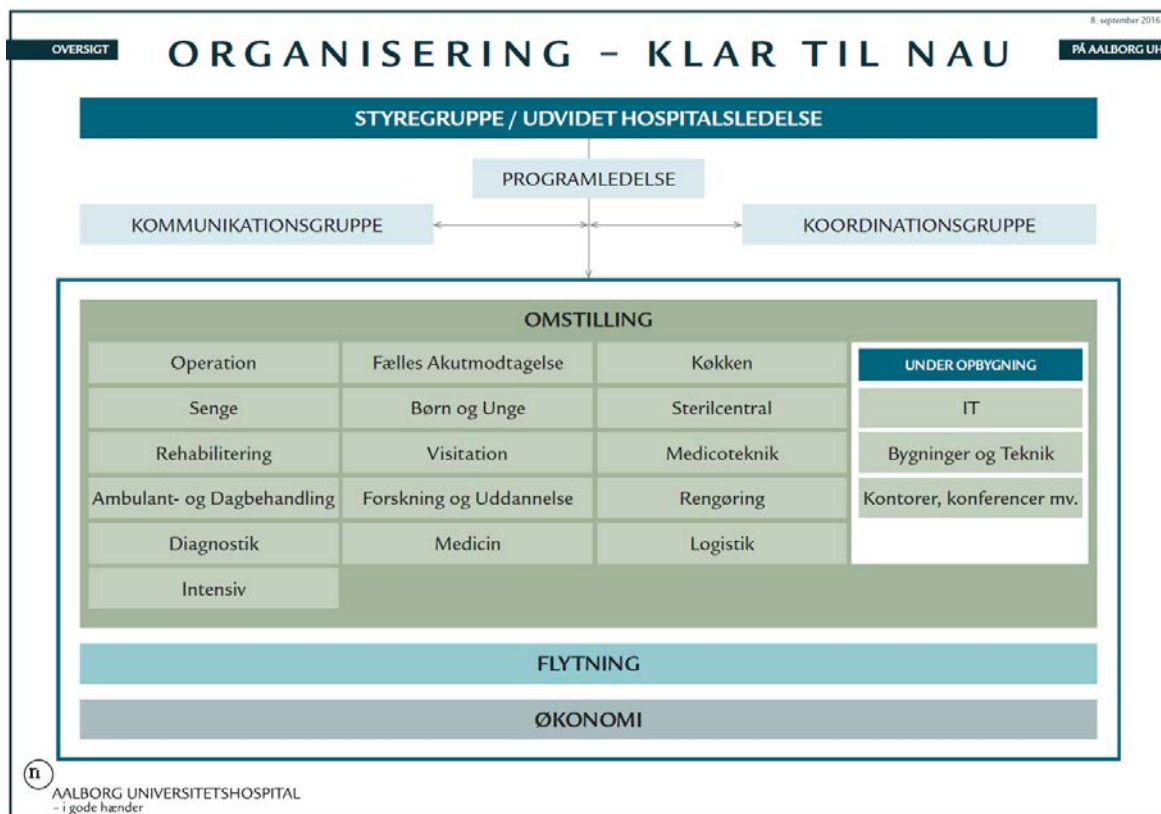 8. september 2016
OVERSIGT
ORGANISERING – KLAR TIL NAU
PÅ AALBORG UH
STYREGRUPPE / UDVIDET HOSPITALSLEDELSE
PROGRAMLEDELSE
KOMMUNIKATIONSGRUPPE
KOORDINATIONSGRUPPE
OMSTILLING
Operation
Fælles Akutmodtagelse
Køkken
UNDER OPBYGNING
Senge
Børn og Unge
Sterilcentral
IT
Rehabilitering
Visitation
Medicoteknik
Bygninger og Teknik
Ambulant- og Dagbehandling
Forskning og Uddannelse
Rengøring
Kontorer, konferencer mv.
Diagnostik
Medicin
Logistik
Intensiv
FLYTNING
ØKONOMI
n
AALBORG UNIVERSITETSHOSPITAL
– i gode hænder